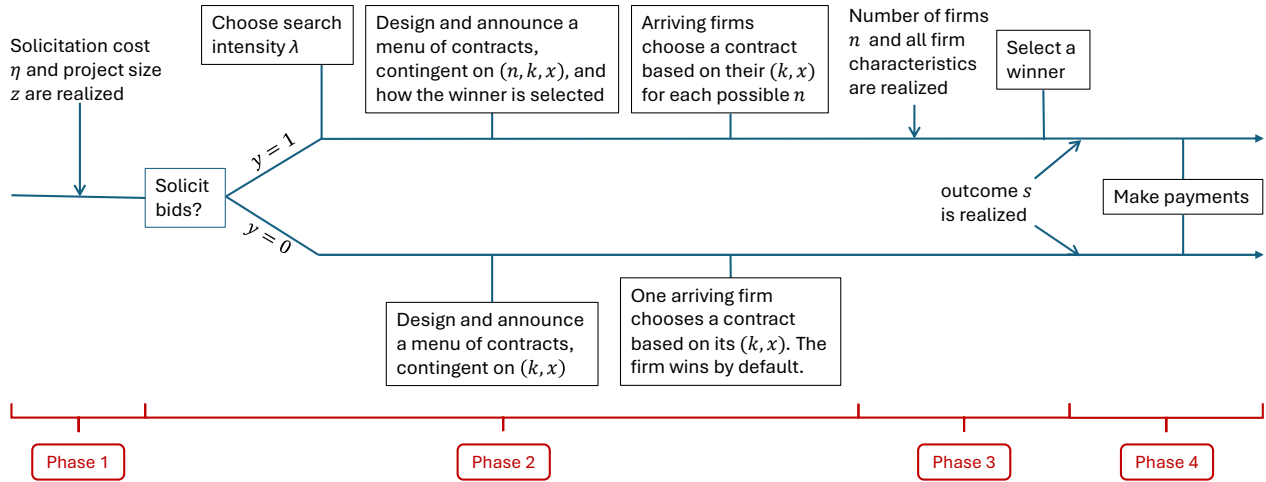 Solicitation cost
η and project size
z are realized
Solicit
bids?
y = 1
y = 0
Choose search
intensity λ
Design and announce a
menu of contracts,
contingent on (n, k, x), and
how the winner is selected
Arriving firms
choose a contract
based on their (k, x)
for each possible n
Number of firms
n and all firm
characteristics
are realized
Select a
winner
outcome s
is realized
Make payments
Design and announce
a menu of contracts,
contingent on (k, x)
One arriving firm
chooses a contract
based on its (k, x). The
firm wins by default.
Phase 1
Phase 2
Phase 3
Phase 4